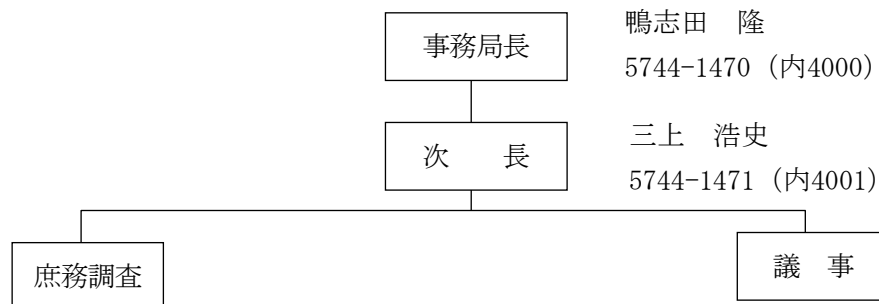 事務局長
鴨志田　隆
5744-1470（内4000）
次　　長
三上　浩史
5744-1471（内4001）
庶務調査
議　事